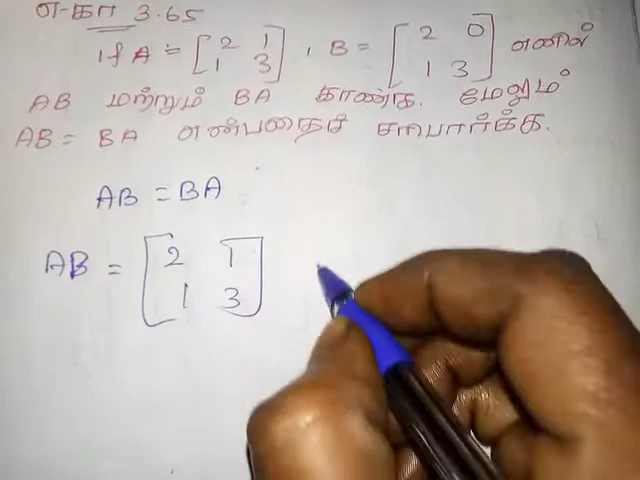 எ-கா 3.65
If A = [ 2 1 1 3 ] , B = [ 2 0 1 3 ] எனில்
AB மற்றும் BA காண்க. மேலும்
AB = BA என்பதைச் சரிபார்க்க.
AB = BA
AB = [ 2 1 1 3 ]